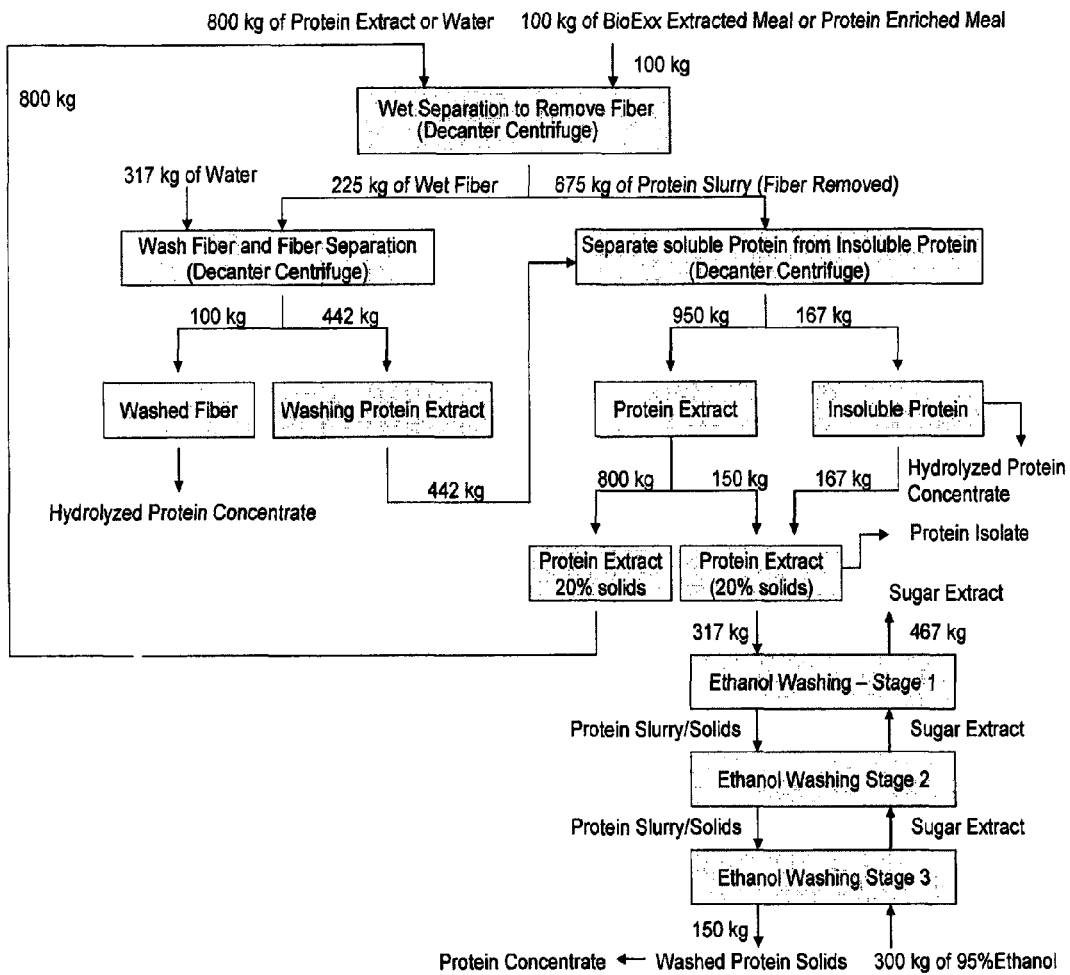 800 kg of Protein Extract or Water
100 kg of BioExx Extracted Meal or Protein Enriched Meal
800 kg
100 kg
Wet Separation to Remove Fiber
(Decanter Centrifuge)
317 kg of Water
225 kg of Wet Fiber
675 kg of Protein Slurry (Fiber Removed)
Wash Fiber and Fiber Separation
(Decanter Centrifuge)
Separate soluble Protein from Insoluble Protein
(Decanter Centrifuge)
100 kg
442 kg
950 kg
167 kg
Washed Fiber
Washing Protein Extract
Protein Extract
Insoluble Protein
442 kg
800 kg
150 kg
167 kg
Hydrolyzed Protein
Concentrate
Hydrolyzed Protein Concentrate
Protein Isolate
Protein Extract
20% solids
Protein Extract
(20% solids)
Sugar Extract
317 kg
467 kg
Ethanol Washing – Stage 1
Protein Slurry/Solids
Sugar Extract
Ethanol Washing Stage 2
Protein Slurry/Solids
Sugar Extract
Ethanol Washing Stage 3
150 kg
Protein Concentrate
Washed Protein Solids
300 kg of 95%Ethanol